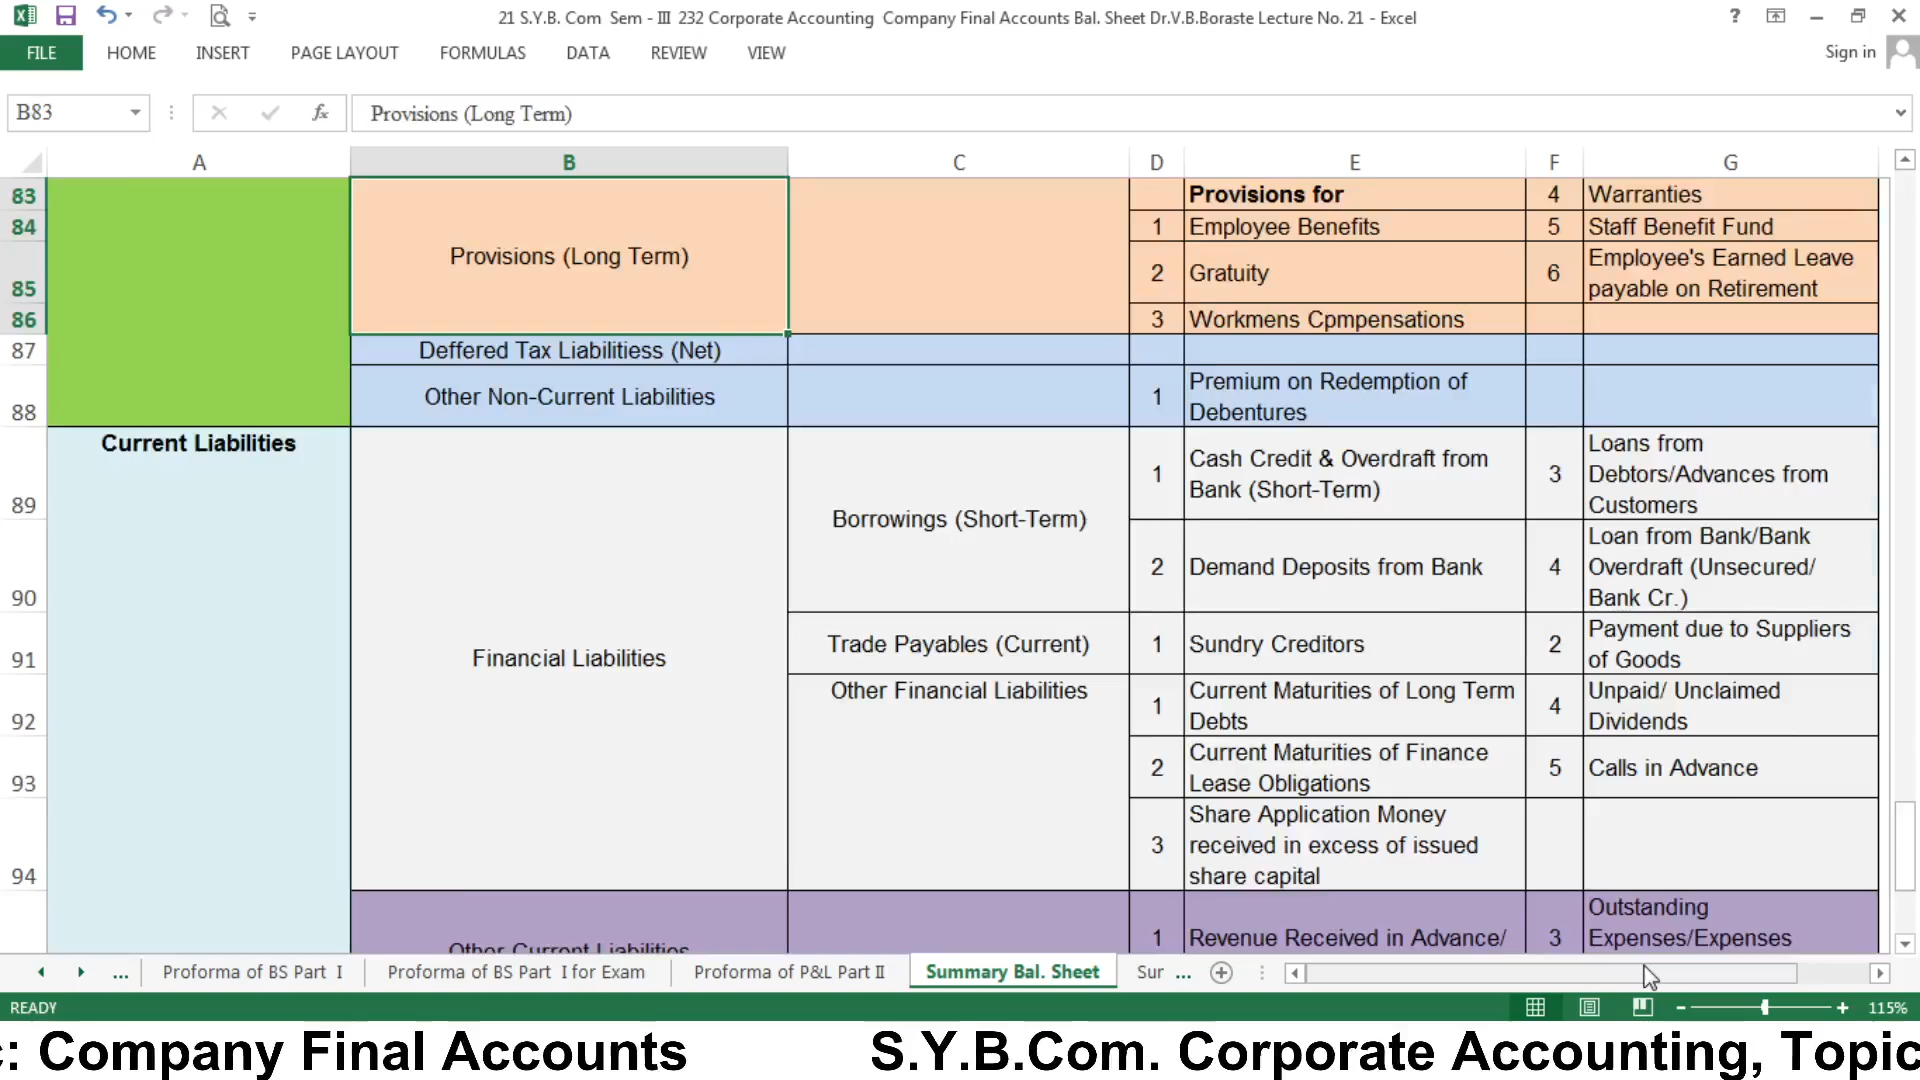 21 S.Y.B. Com Sem - III 232 Corporate Accounting Company Final Accounts Bal. Sheet Dr.V.B.Boraste Lecture No. 21 - Excel
?
FILE HOME INSERT PAGE LAYOUT FORMULAS DATA REVIEW VIEW
Sign in
B83
fx
Provisions (Long Term)
A B C D E F G
83
Provisions for
4
Warranties
84
1
Employee Benefits
5
Staff Benefit Fund
Provisions (Long Term)
85
2
Gratuity
6
Employee's Earned Leave
payable on Retirement
86
3
Workmens Cpmpensations
87
Deffered Tax Liabilitiess (Net)
88
Other Non-Current Liabilities
1
Premium on Redemption of
Debentures
Current Liabilities
89
Financial Liabilities
Borrowings (Short-Term)
1
Cash Credit & Overdraft from
Bank (Short-Term)
3
Loans from
Debtors/Advances from
Customers
90
2
Demand Deposits from Bank
4
Loan from Bank/Bank
Overdraft (Unsecured/
Bank Cr.)
91
Trade Payables (Current)
1
Sundry Creditors
2
Payment due to Suppliers
of Goods
92
Other Financial Liabilities
1
Current Maturities of Long Term
Debts
4
Unpaid/ Unclaimed
Dividends
93
2
Current Maturities of Finance
Lease Obligations
5
Calls in Advance
94
3
Share Application Money
received in excess of issued
share capital
Other Current Liabilities
1
Revenue Received in Advance/
3
Outstanding
Expenses/Expenses
... Proforma of BS Part I Proforma of BS Part I for Exam Proforma of P&L Part II Summary Bal. Sheet Sur ...
READY
115%
c: Company Final Accounts S.Y.B.Com. Corporate Accounting, Topic